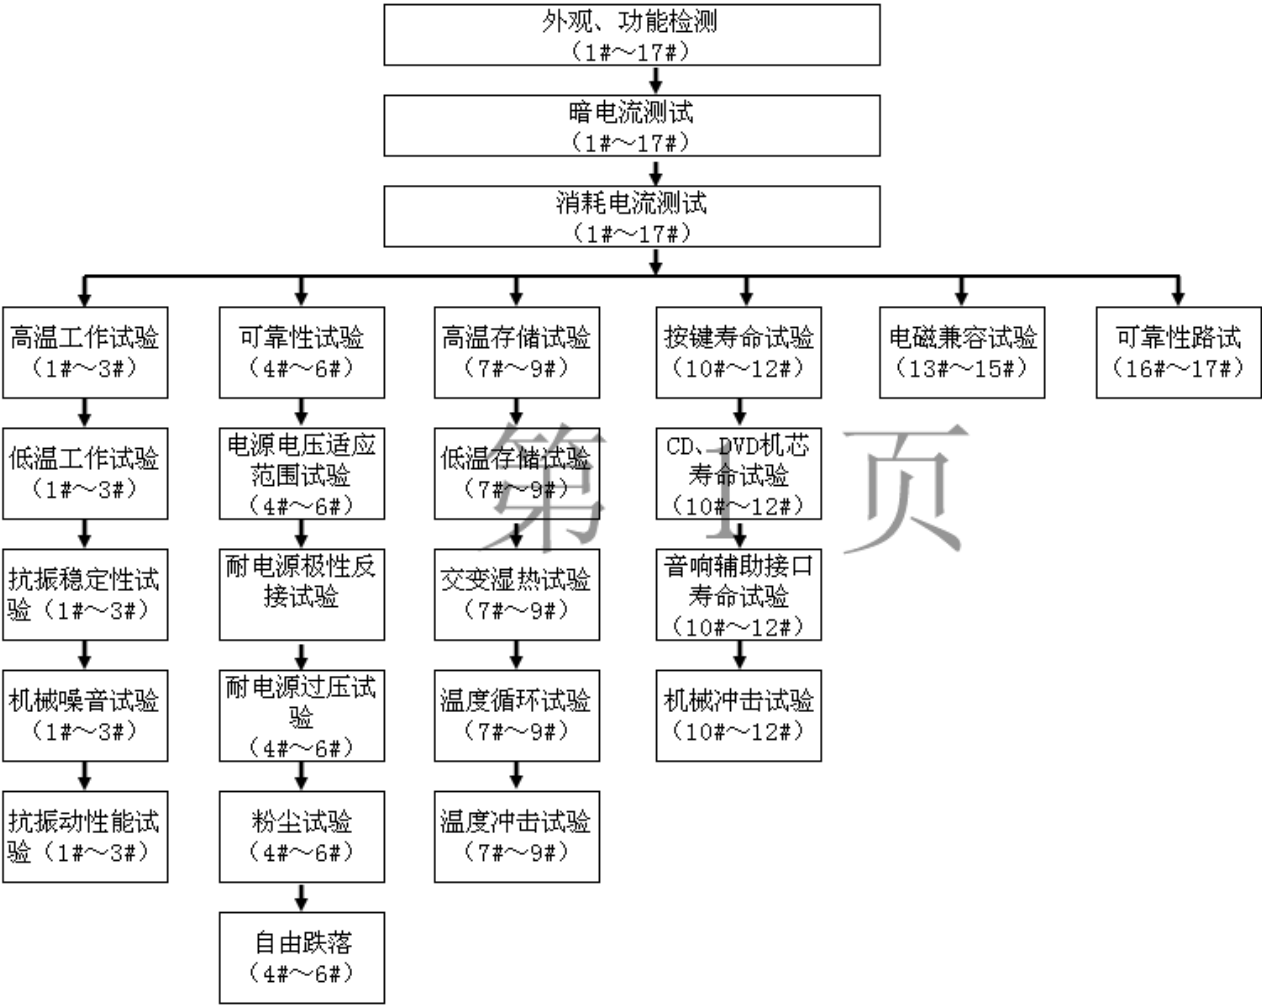 外观、功能检测
（1#～17#）
暗电流测试
（1#～17#）
消耗电流测试
（1#～17#）
高温工作试验
（1#～3#）
可靠性试验
（4#～6#）
高温存储试验
（7#～9#）
按键寿命试验
（10#～12#）
电磁兼容试验
（13#～15#）
可靠性路试
（16#～17#）
低温工作试验
（1#～3#）
电源电压适应
范围试验
（4#～6#）
低温存储试验
（7#～9#）
CD、DVD机芯
寿命试验
（10#～12#）
第 1 页
抗振稳定性试
验（1#～3#）
耐电源极性反
接试验
交变湿热试验
（7#～9#）
音响辅助接口
寿命试验
（10#～12#）
机械噪音试验
（1#～3#）
耐电源过压试
验
（4#～6#）
温度循环试验
（7#～9#）
机械冲击试验
（10#～12#）
抗振动性能试
验（1#～3#）
粉尘试验
（4#～6#）
温度冲击试验
（7#～9#）
自由跌落
（4#～6#）